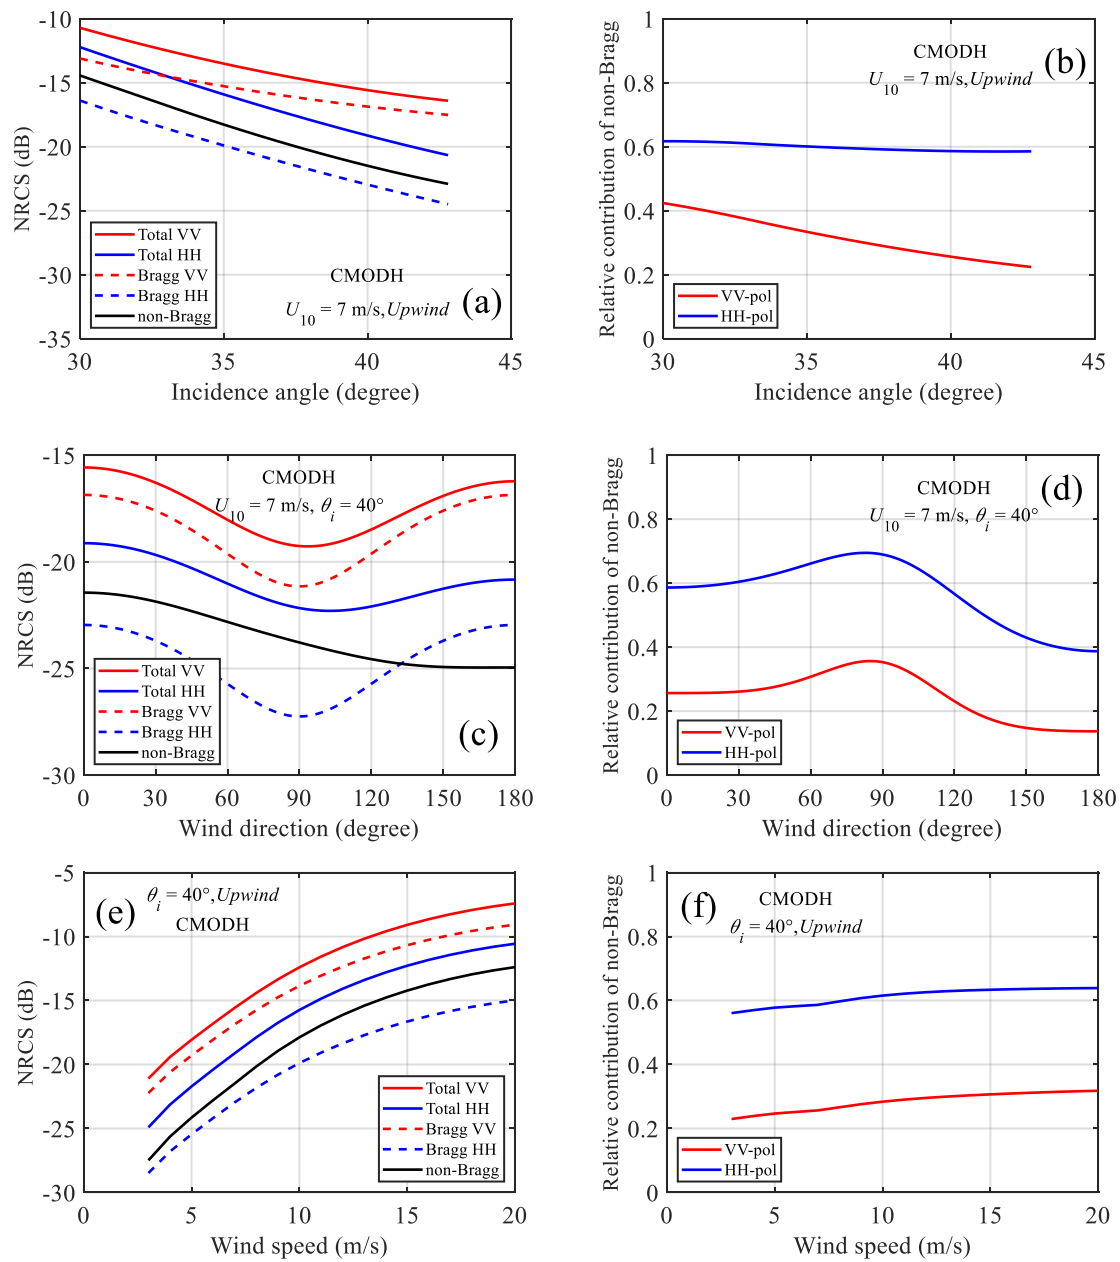 -10
-15
-20
-25
-30
-35
NRCS (dB)
Total VV
Total HH
Bragg VV
Bragg HH
non-Bragg
CMODH
U10 = 7 m/s,Upwind
(a)
30
35
40
45
Incidence angle (degree)
1
0.8
0.6
0.4
0.2
0
Relative contribution of non-Bragg
CMODH
U10 = 7 m/s,Upwind
(b)
VV-pol
HH-pol
30
35
40
45
Incidence angle (degree)
-15
-20
-25
-30
NRCS (dB)
CMODH
U10 = 7 m/s, θi = 40°
Total VV
Total HH
Bragg VV
Bragg HH
non-Bragg
(c)
0
30
60
90
120
150
180
Wind direction (degree)
1
0.8
0.6
0.4
0.2
0
Relative contribution of non-Bragg
CMODH
U10 = 7 m/s, θi = 40°
(d)
VV-pol
HH-pol
0
30
60
90
120
150
180
Wind direction (degree)
-5
-10
-15
-20
-25
-30
NRCS (dB)
(e)
θi = 40°,Upwind
CMODH
Total VV
Total HH
Bragg VV
Bragg HH
non-Bragg
0
5
10
15
20
Wind speed (m/s)
1
0.8
0.6
0.4
0.2
0
Relative contribution of non-Bragg
(f)
CMODH
θi = 40°,Upwind
VV-pol
HH-pol
0
5
10
15
20
Wind speed (m/s)